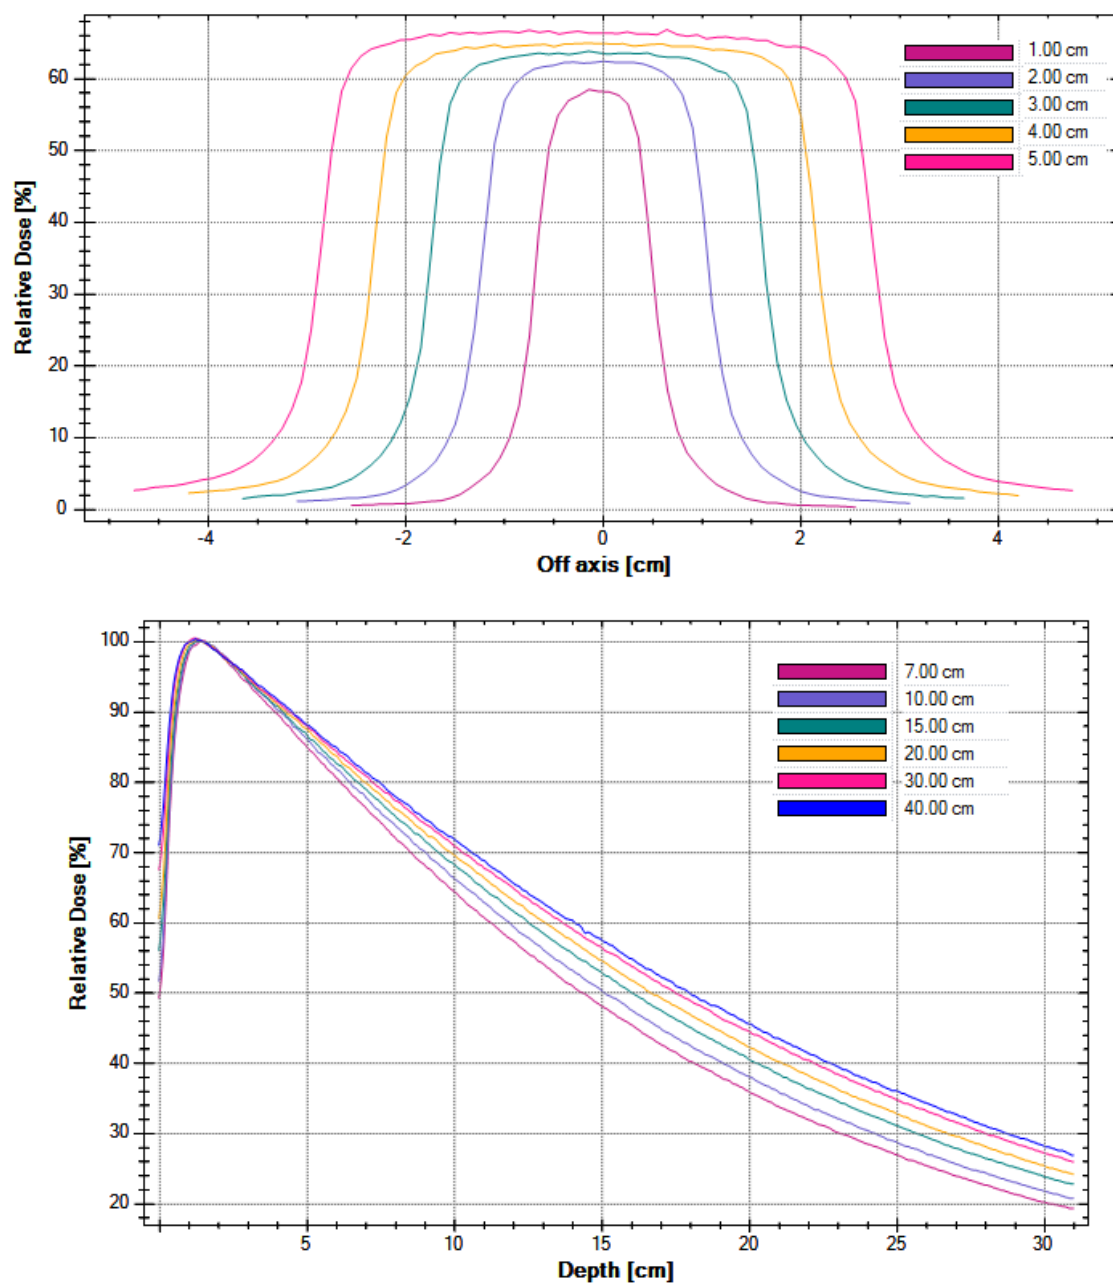 Relative Dose [%]
60
50
40
30
20
10
0
-4
-2
0
2
4
Off axis [cm]
1.00 cm
2.00 cm
3.00 cm
4.00 cm
5.00 cm
Relative Dose [%]
100
90
80
70
60
50
40
30
20
5
10
15
20
25
30
Depth [cm]
7.00 cm
10.00 cm
15.00 cm
20.00 cm
30.00 cm
40.00 cm